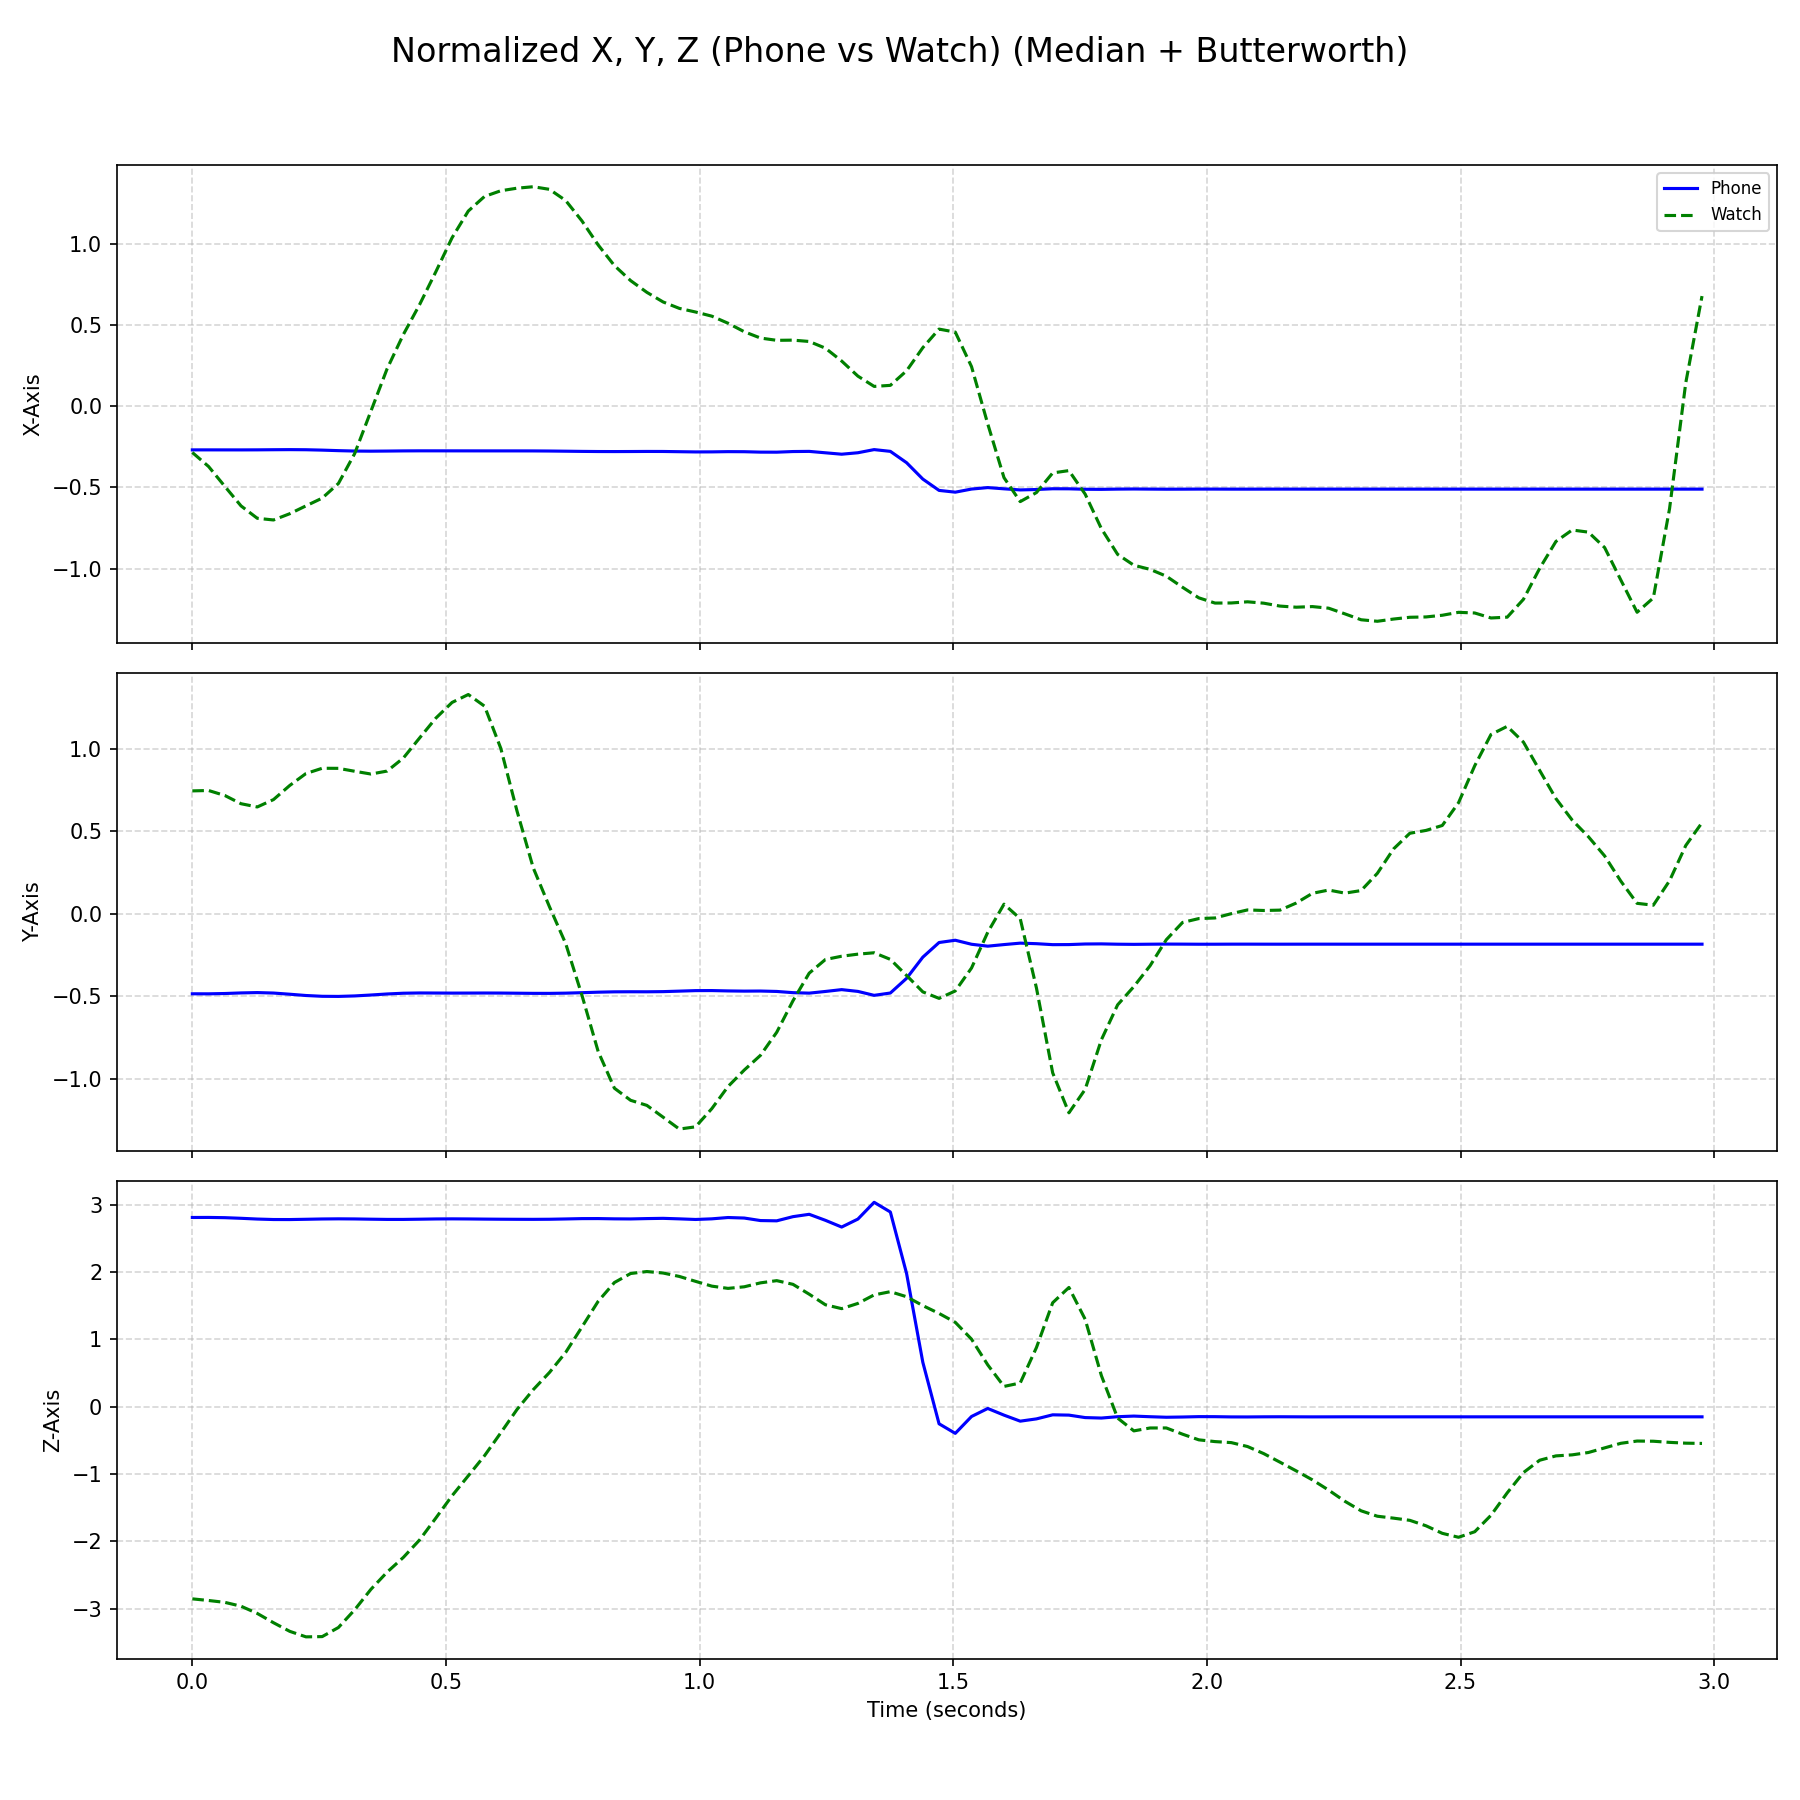 Normalized X, Y, Z (Phone vs Watch) (Median + Butterworth)
Phone
Watch
X-Axis
1.0
0.5
0.0
−0.5
−1.0
Y-Axis
1.0
0.5
0.0
−0.5
−1.0
Z-Axis
3
2
1
0
−1
−2
−3
0.0 0.5 1.0 1.5 2.0 2.5 3.0
Time (seconds)